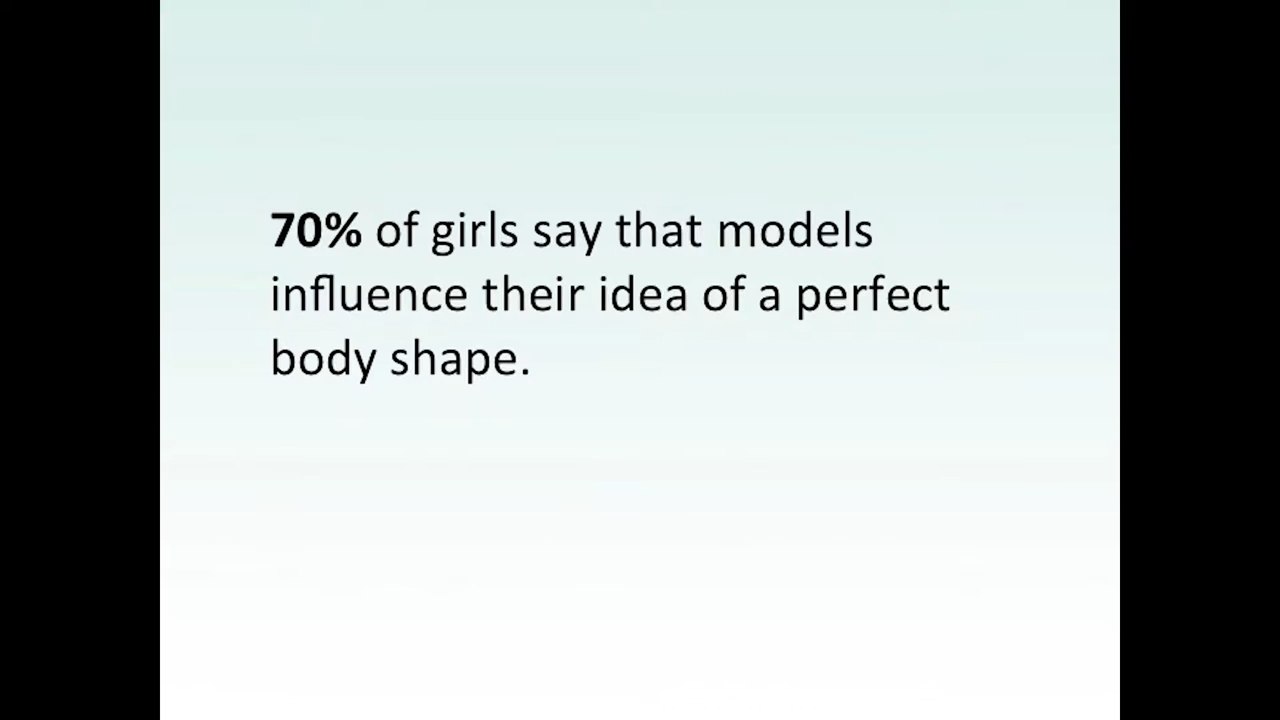 70% of girls say that models
influence their idea of a perfect
body shape.